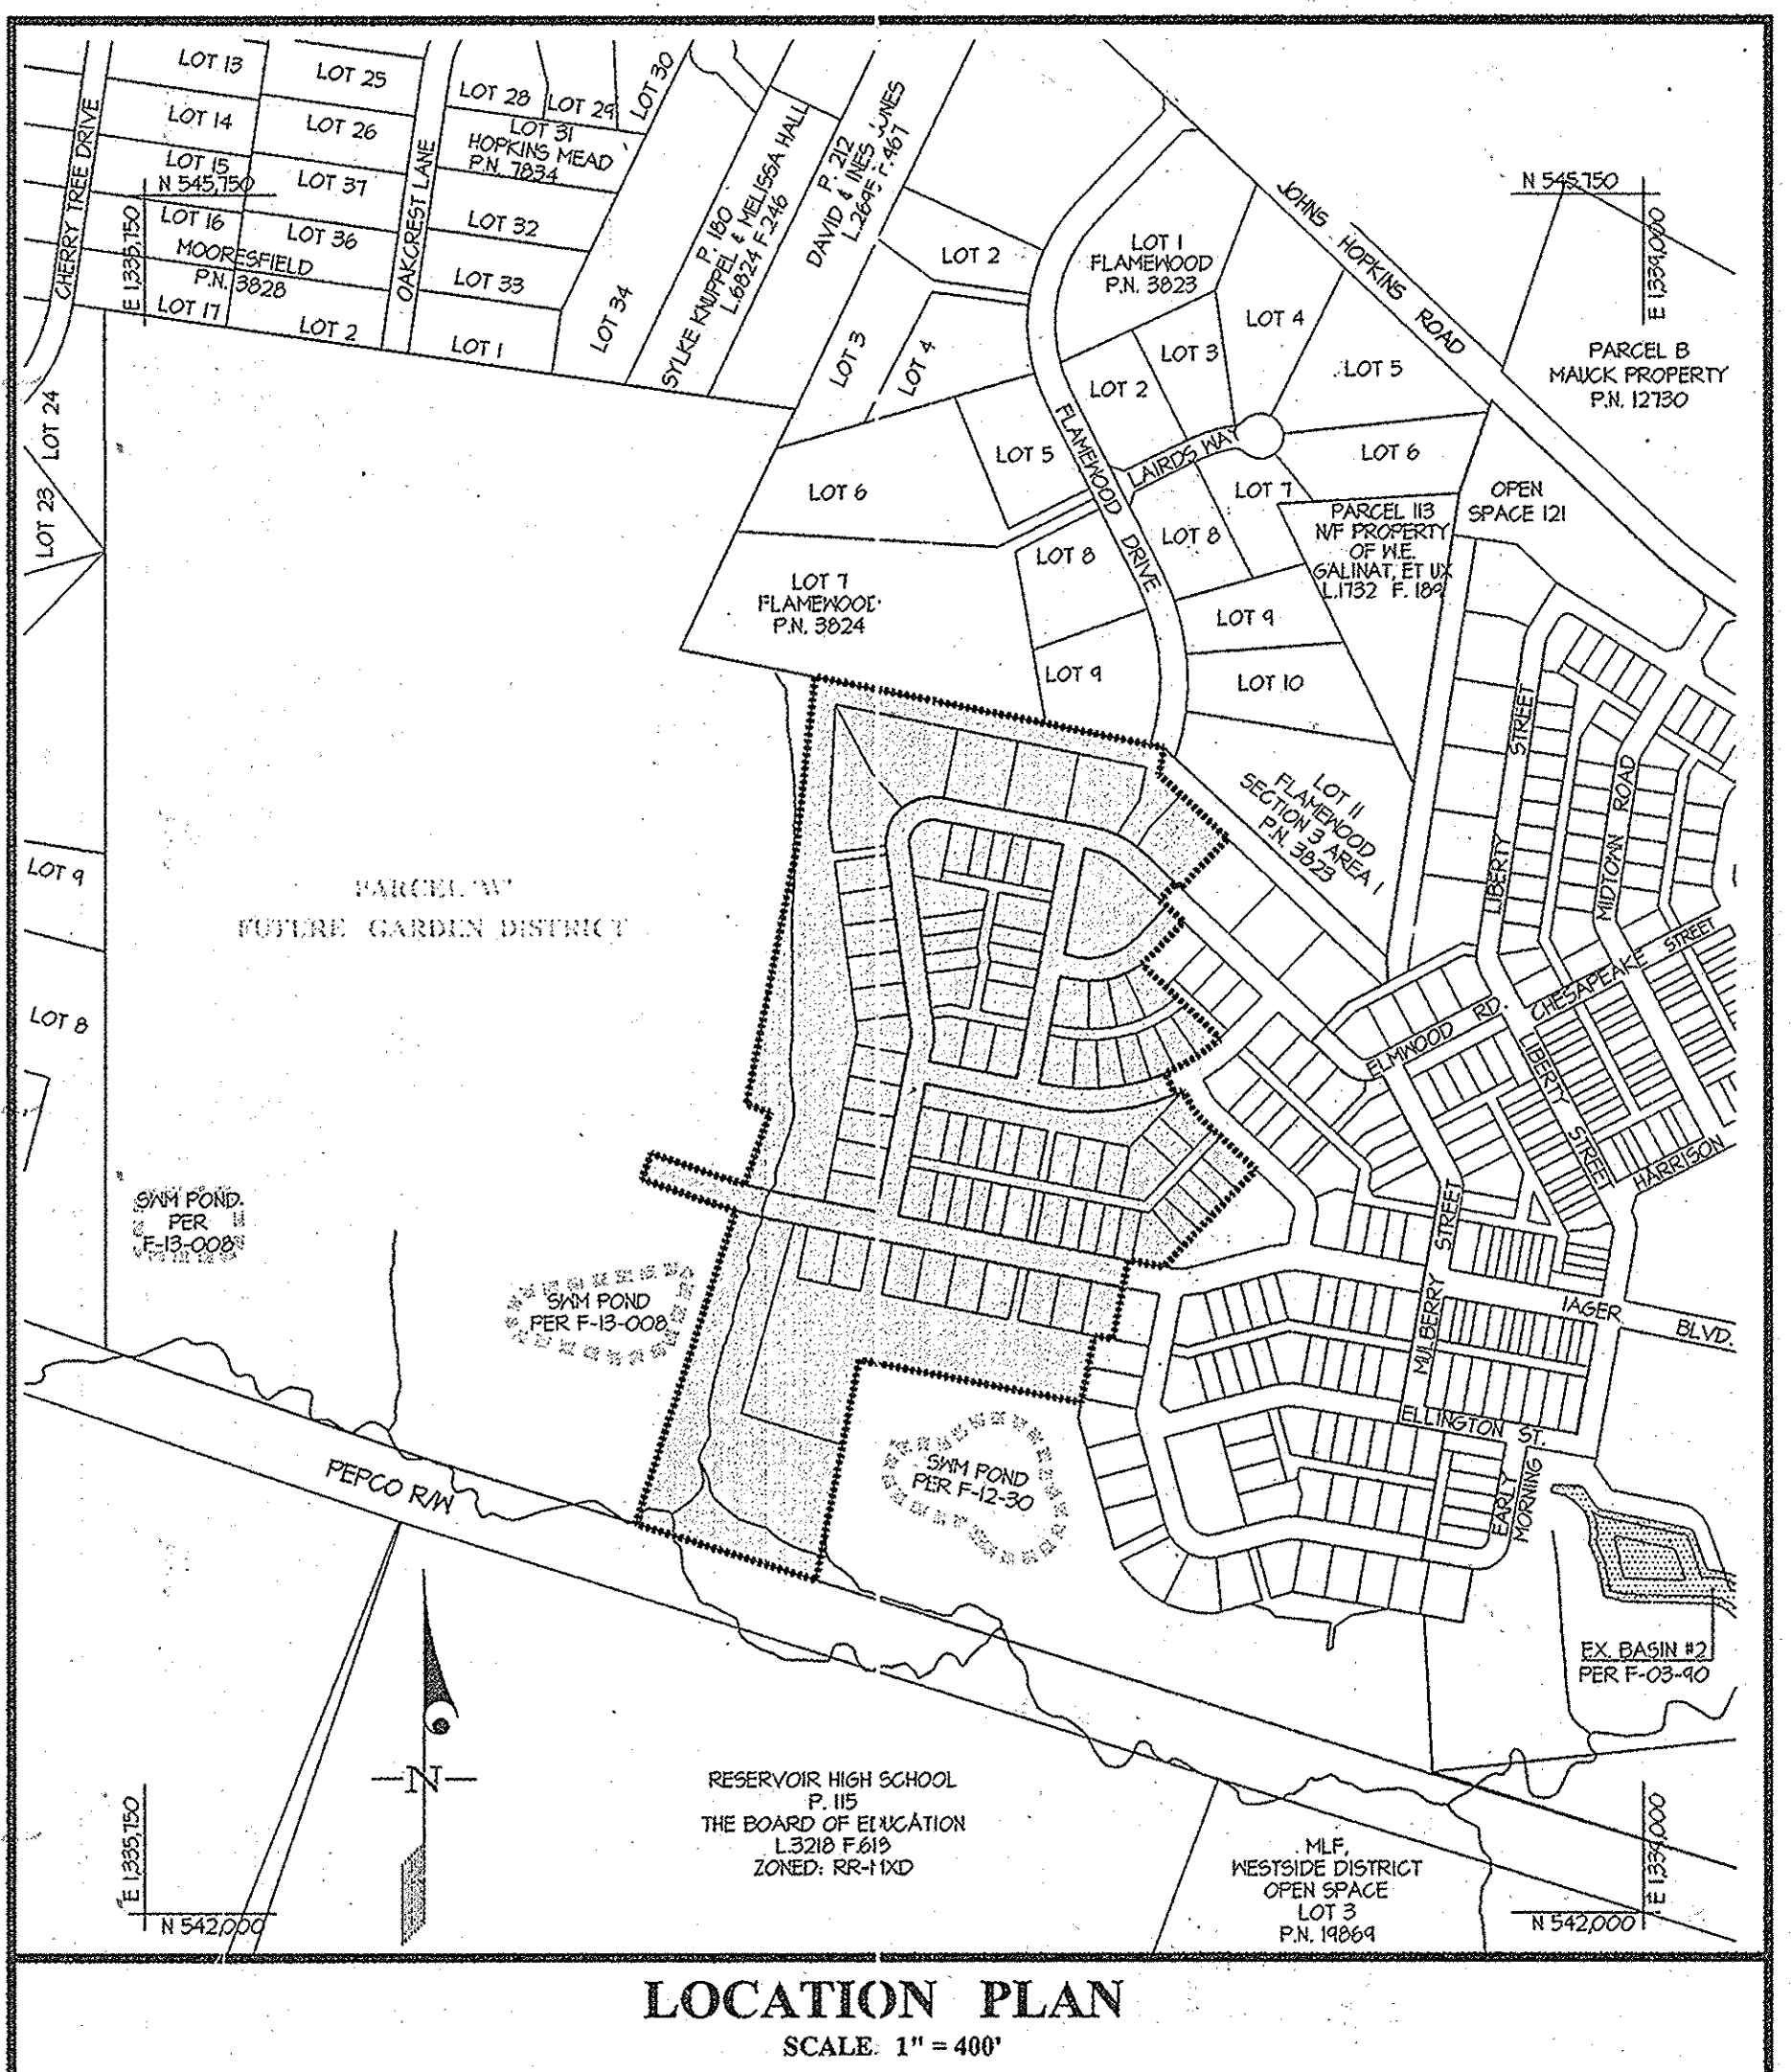 LOT 13
LOT 25
LOT 28
LOT 29
LOT 30
LOT 14
LOT 26
LOT 31
HOPKINS MEAD
P.N. 7834
CHERRY TREE DRIVE
OAKCREST LANE
LOT 15
N 545,750
LOT 37
LOT 16
LOT 36
LOT 32
MOORESFIELD
P.N. 3828
LOT 33
E 1,335,750
LOT 17
LOT 2
LOT 1
LOT 34
P. 180
SYLKE KNUPPEL & MELISSA HALL
L.6824 F.246
P. 212
DAVID & INES JONES
L.2695 F.467
LOT 2
LOT 3
LOT 4
LOT 1
FLAMEWOOD
P.N. 3823
JOHNS HOPKINS ROAD
N 545,750
E 1,339,000
LOT 4
LOT 3
LOT 2
LOT 5
PARCEL B
MAUCK PROPERTY
P.N. 12730
LOT 24
LOT 23
LOT 5
LOT 6
FLAMEWOOD DRIVE
LAIRDS WAY
LOT 6
LOT 7
OPEN
SPACE 121
PARCEL 113
N/F PROPERTY
OF W.E.
GALINAT, ET UX
L.1732 F. 189
LOT 8
LOT 8
LOT 7
FLAMEWOOD
P.N. 3824
LOT 9
LOT 9
LOT 10
LOT 11
FLAMEWOOD
SECTION 3 AREA 1
P.N. 3823
LIBERTY STREET
MIDTOWN ROAD
LOT 9
PARCEL 'W'
FUTURE GARDEN DISTRICT
LOT 8
CHESAPEAKE STREET
ELMWOOD RD.
LIBERTY STREE
HARRISON
SWM POND
PER
F-13-008
SWM POND
PER F-13-008
MULBERRY STREET
IAGER BLVD.
ELLINGTON ST.
SWM POND
PER F-12-30
EARLY
MORNING
PEPCO R/W
EX. BASIN #2
PER F-03-90
N
RESERVOIR HIGH SCHOOL
P. 115
THE BOARD OF EDUCATION
L.3218 F.613
ZONED: RR-MXD
MLF,
WESTSIDE DISTRICT
OPEN SPACE
LOT 3
P.N. 19869
E 1,335,750
N 542,000
E 1,339,000
N 542,000
LOCATION PLAN
SCALE: 1" = 400'